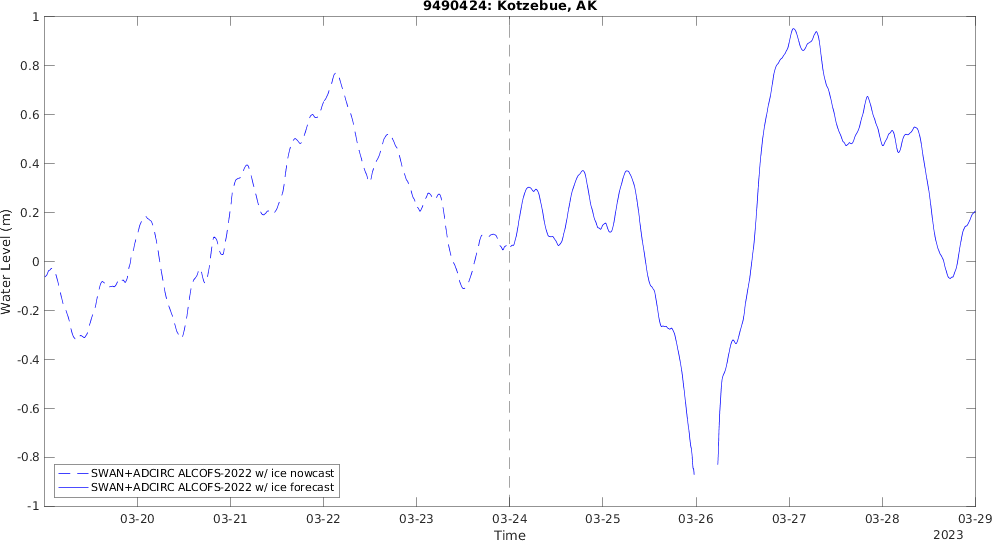 9490424: Kotzebue, AK
1
0.8
0.6
0.4
0.2
0
-0.2
-0.4
-0.6
-0.8
-1
Water Level (m)
SWAN+ADCIRC ALCOFS-2022 w/ ice nowcast
SWAN+ADCIRC ALCOFS-2022 w/ ice forecast
03-20 03-21 03-22 03-23 03-24 03-25 03-26 03-27 03-28 03-29
Time
2023